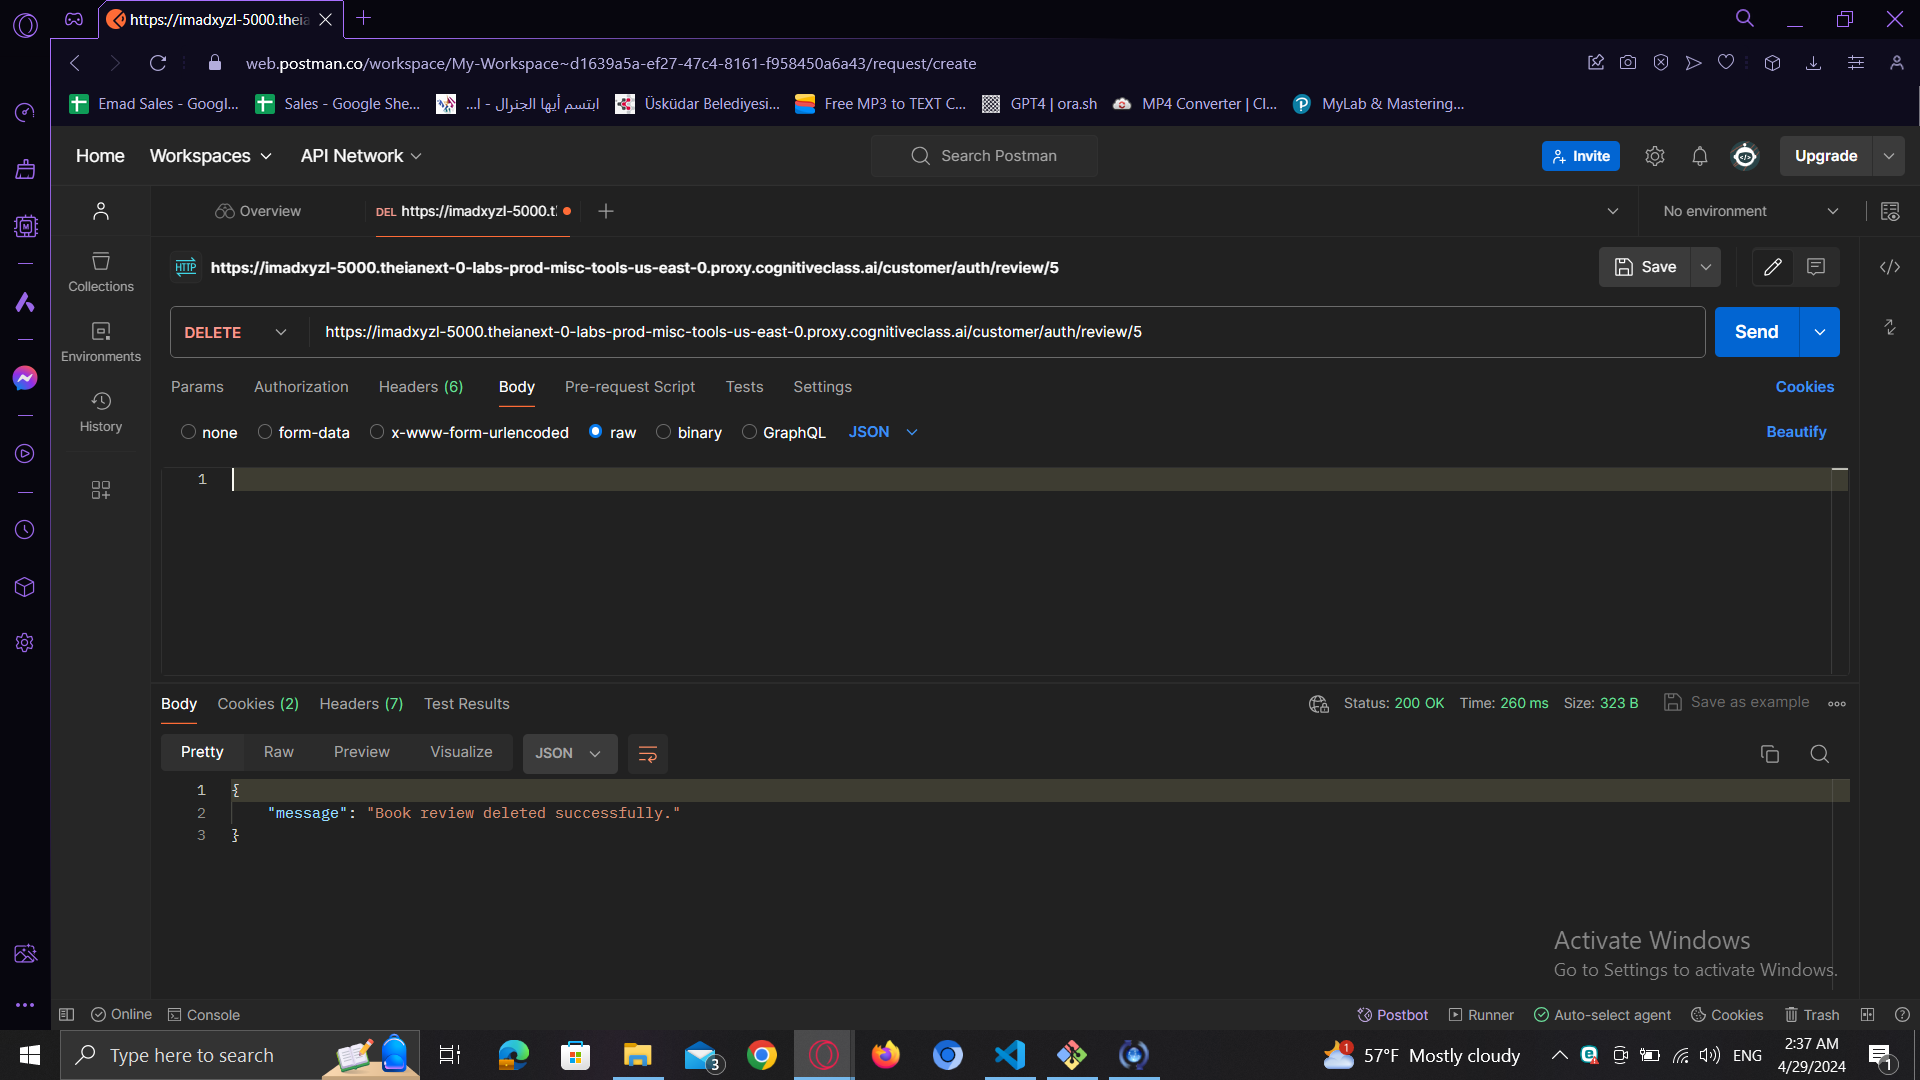 https://imadxyzl-5000.theia
web.postman.co/workspace/My-Workspace~d1639a5a-ef27-47c4-8161-f958450a6a43/request/create
Emad Sales - Googl...
Sales - Google She...
ابتسم أيها الجنرال - ا...
Üsküdar Belediyesi...
Free MP3 to TEXT C...
GPT4 | ora.sh
MP4 Converter | Cl...
MyLab & Mastering...
Home
Workspaces
API Network
Search Postman
Invite
Upgrade
Overview
DEL https://imadxyzl-5000.t
No environment
Collections
Environments
History
HTTP
https://imadxyzl-5000.theianext-0-labs-prod-misc-tools-us-east-0.proxy.cognitiveclass.ai/customer/auth/review/5
Save
DELETE
https://imadxyzl-5000.theianext-0-labs-prod-misc-tools-us-east-0.proxy.cognitiveclass.ai/customer/auth/review/5
Send
Params
Authorization
Headers (6)
Body
Pre-request Script
Tests
Settings
Cookies
none
form-data
x-www-form-urlencoded
raw
binary
GraphQL
JSON
Beautify
1
Body
Cookies (2)
Headers (7)
Test Results
Status: 200 OK
Time: 260 ms
Size: 323 B
Save as example
Pretty
Raw
Preview
Visualize
JSON
1 {
2 "message": "Book review deleted successfully."
3 }
Activate Windows
Go to Settings to activate Windows.
Online
Console
Postbot
Runner
Auto-select agent
Cookies
Trash
Type here to search
3
1
57°F Mostly cloudy
ENG
2:37 AM
4/29/2024
1